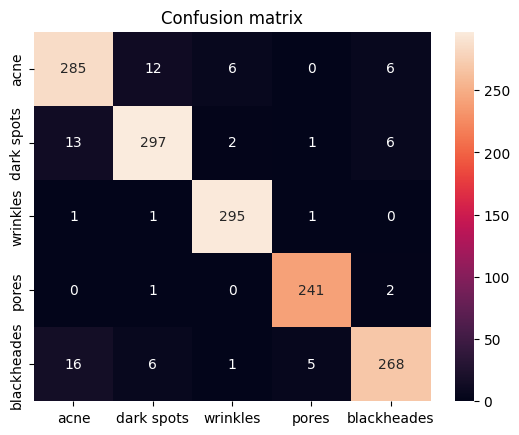 Confusion matrix
acne 285 12 6 0 6
dark spots 13 297 2 1 6
wrinkles 1 1 295 1 0
pores 0 1 0 241 2
blackheades 16 6 1 5 268
acne dark spots wrinkles pores blackheades
250
200
150
100
50
0